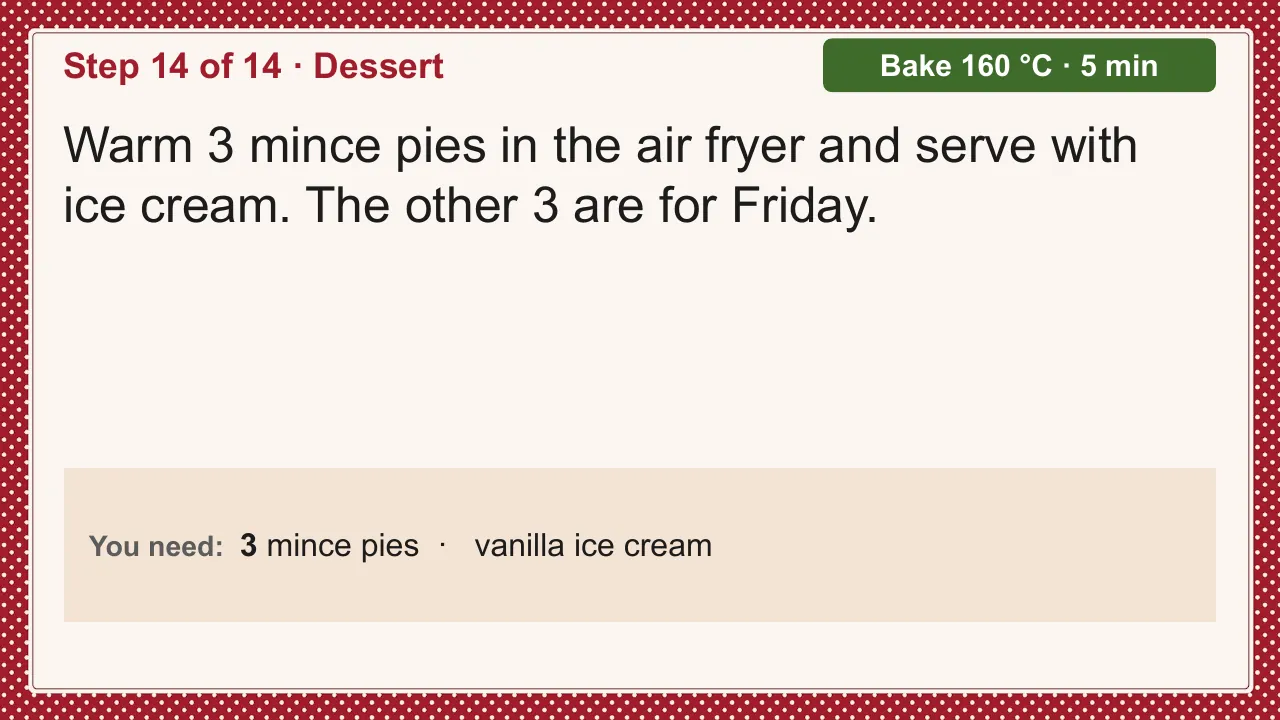 Step 14 of 14 · Dessert
Bake 160 °C · 5 min
Warm 3 mince pies in the air fryer and serve with
ice cream. The other 3 are for Friday.
You need: 3 mince pies · vanilla ice cream